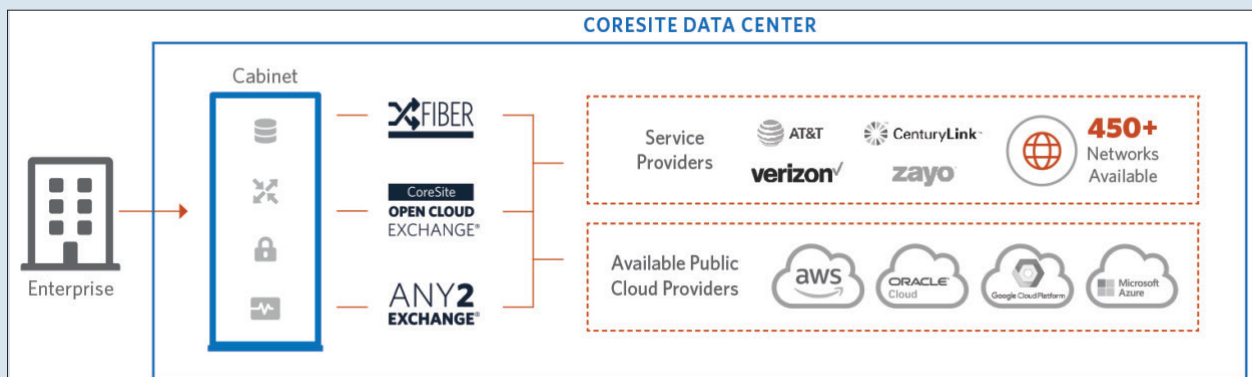 CORESITE DATA CENTER
Cabinet
Enterprise
FIBER
CoreSite
OPEN CLOUD
EXCHANGE®
ANY2
EXCHANGE®
Service
Providers
AT&T
CenturyLink™
verizon✓
zayo
450+
Networks
Available
Available Public
Cloud Providers
aws
ORACLE®
Cloud
Google Cloud Platform
Microsoft
Azure